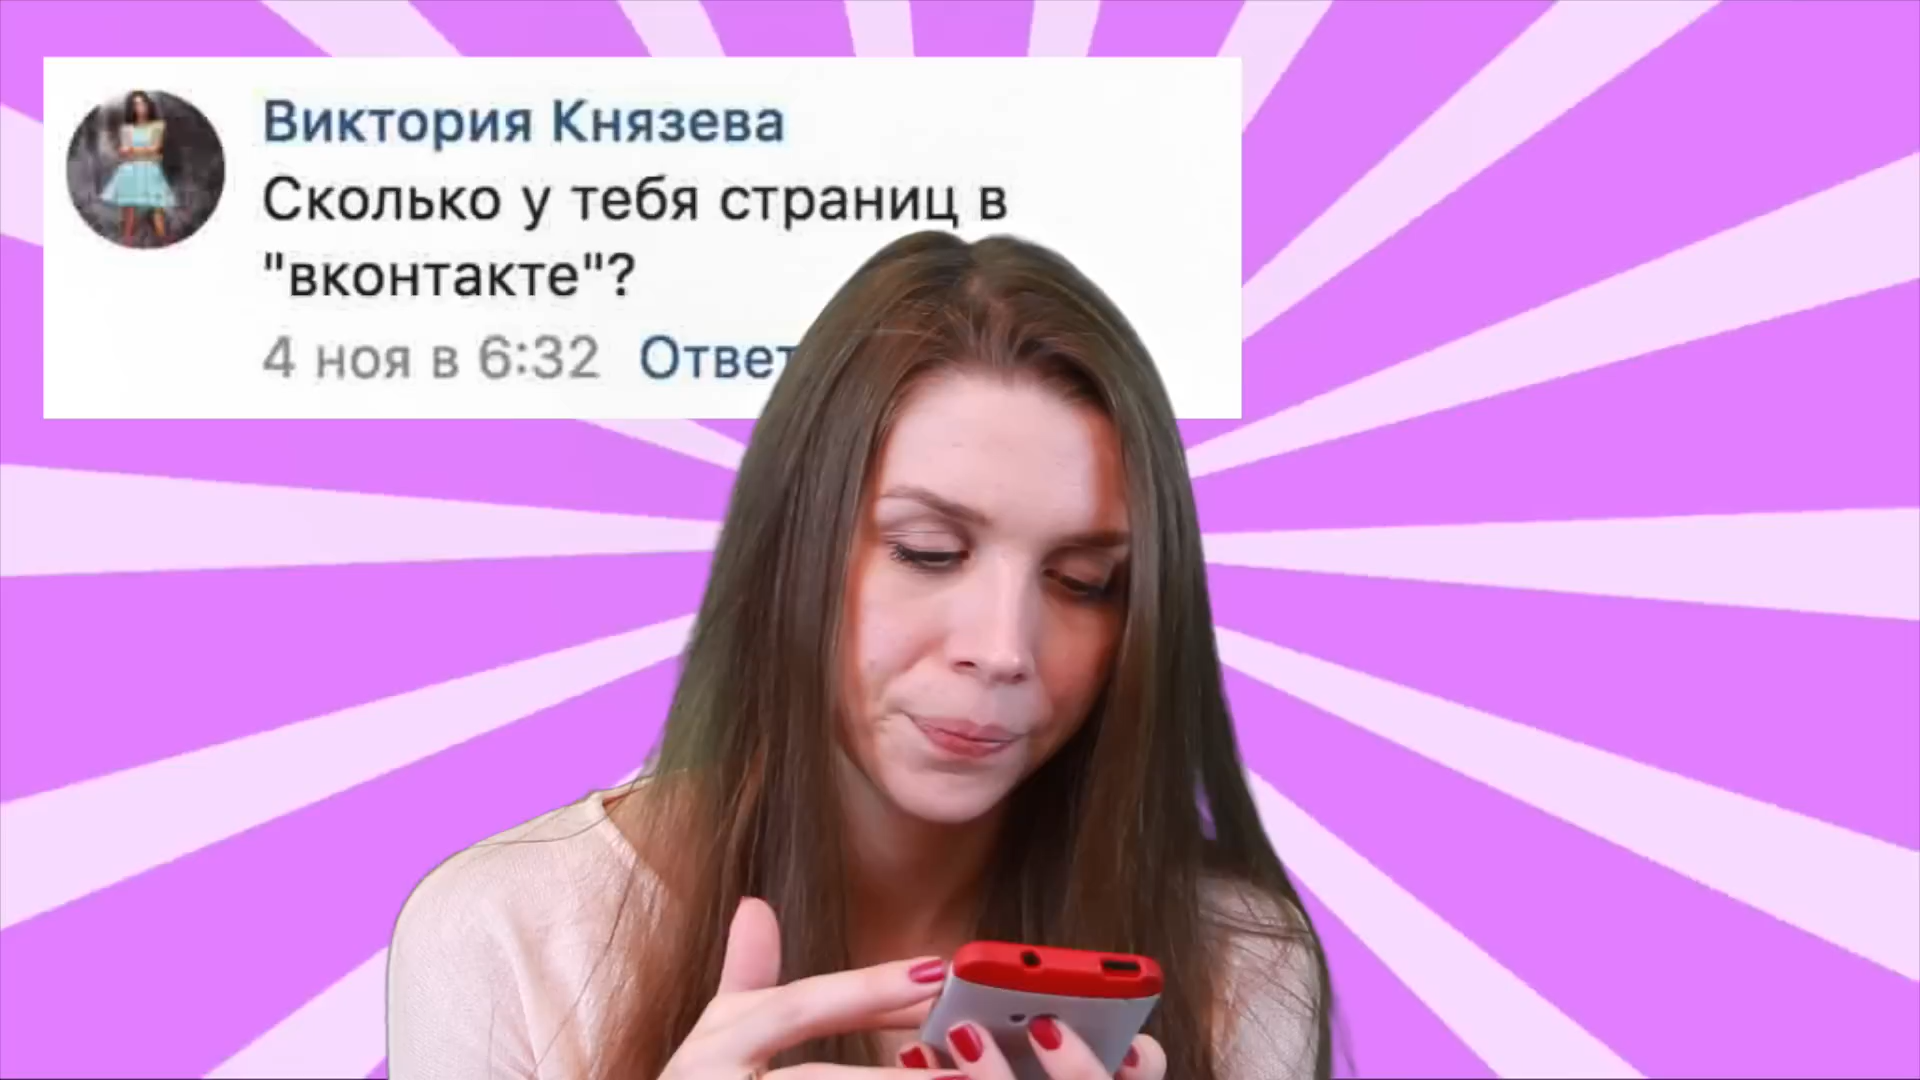 Виктория Князева
Сколько у тебя страниц в
"вконтакте"?
4 ноя в 6:32 Ответ